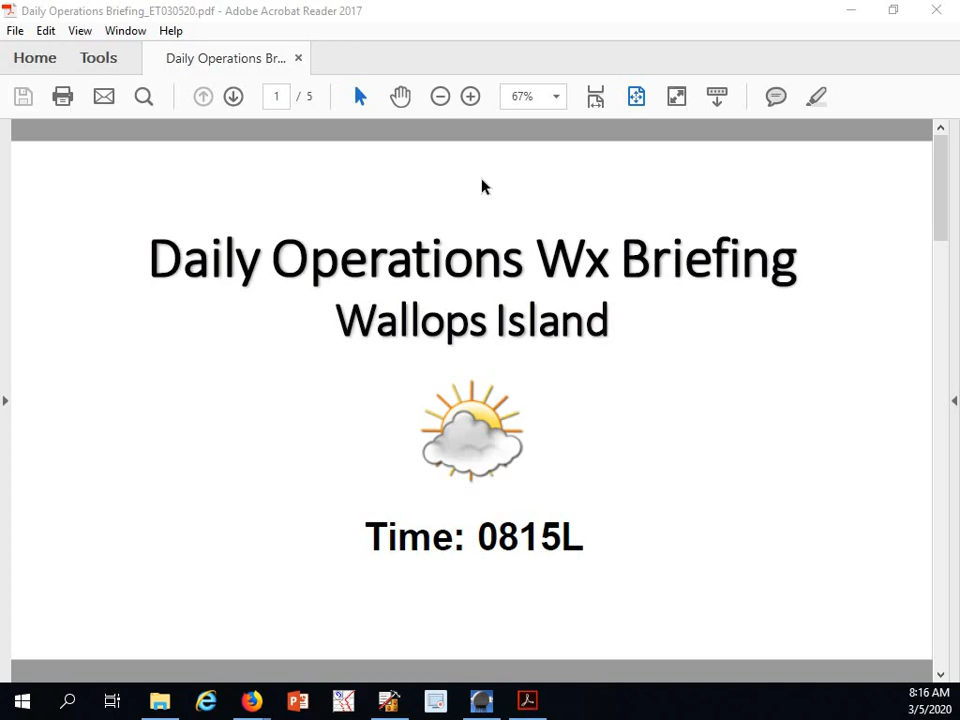 Daily Operations Briefing_ET030520.pdf - Adobe Acrobat Reader 2017
File Edit View Window Help
Home Tools Daily Operations Br... ×
1 / 5 67%
Daily Operations Wx Briefing
Wallops Island
Time: 0815L
8:16 AM
3/5/2020